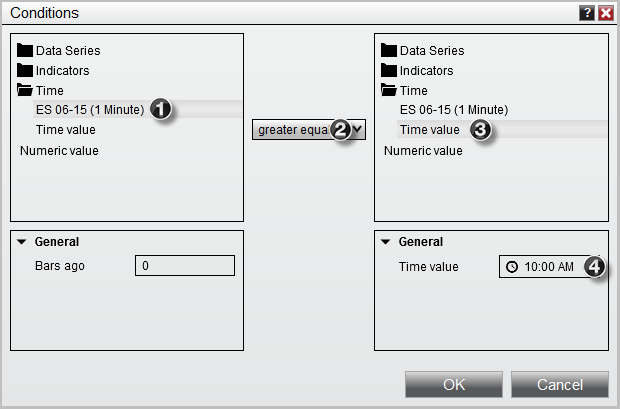 Conditions
?
Data Series
Indicators
Time
ES 06-15 (1 Minute) 1
Time value
Numeric value
greater equal 2
Data Series
Indicators
Time
ES 06-15 (1 Minute)
Time value 3
Numeric value
General
Bars ago 0
General
Time value 10:00 AM 4
OK Cancel